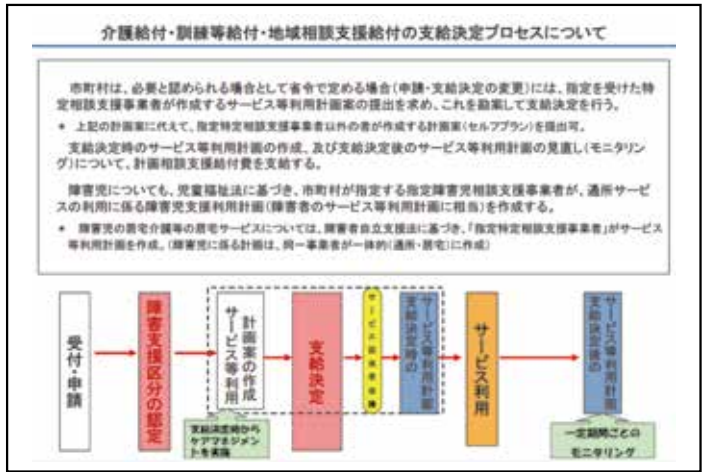 介護給付・訓練等給付・地域相談支援給付の支給決定プロセスについて
市町村は、必要と認められる場合として省令で定める場合（申請・支給決定の変更）には、指定を受けた特
定相談支援事業者が作成するサービス等利用計画案の提出を求め、これを勘案して支給決定を行う。
＊ 上記の計画案に代えて、指定特定相談支援事業者以外の者が作成する計画案（セルフプラン）を提出可。
支給決定時のサービス等利用計画の作成、及び支給決定後のサービス等利用計画の見直し（モニタリン
グ）について、計画相談支援給付費を支給する。
障害児についても、児童福祉法に基づき、市町村が指定する指定障害児相談支援事業者が、通所サービ
スの利用に係る障害児支援利用計画（障害者のサービス等利用計画に相当）を作成する。
＊ 障害児の居宅介護等の居宅サービスについては、障害者自立支援法に基づき、「指定特定相談支援事業者」がサービス
等利用計画を作成。（障害児に係る計画は、同一事業者が一体的（通所・居宅）に作成）
受付・申請
障害支援区分の認定
計画案の作成
サービス等利用
支給決定
サービス担当者会議
サービス等利用計画
支給決定時の
サービス利用
サービス等利用計画
支給決定後の
支給決定時から
ケアマネジメン
トを実施
一定期間ごとの
モニタリング